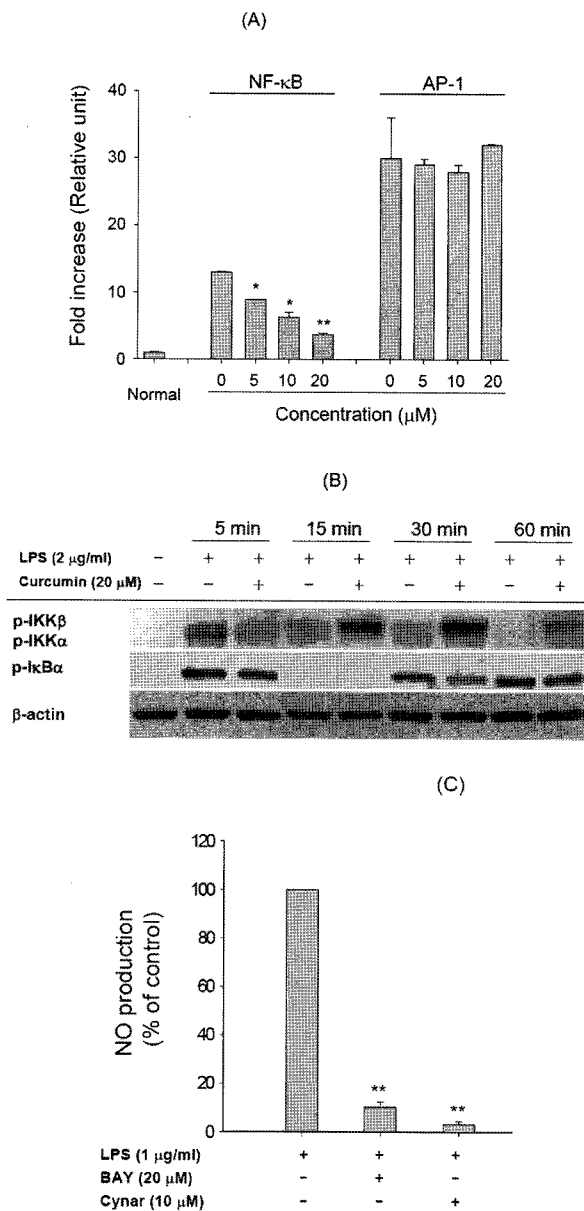 (A)
NF-κB AP-1
40
30
20
10
0
Fold increase (Relative unit)
Normal 0 5 10 20 0 5 10 20
* * **
Concentration (μM)
(B)
5 min 15 min 30 min 60 min
LPS (2 μg/ml) – + + + + + + + +
Curcumin (20 μM) – – + – + – + – +
p-IKKβ
p-IKKα
p-IκBα
β-actin
(C)
120
100
80
60
40
20
0
NO production
(% of control)
** **
LPS (1 μg/ml) + + +
BAY (20 μM) - + -
Cynar (10 μM) - - +